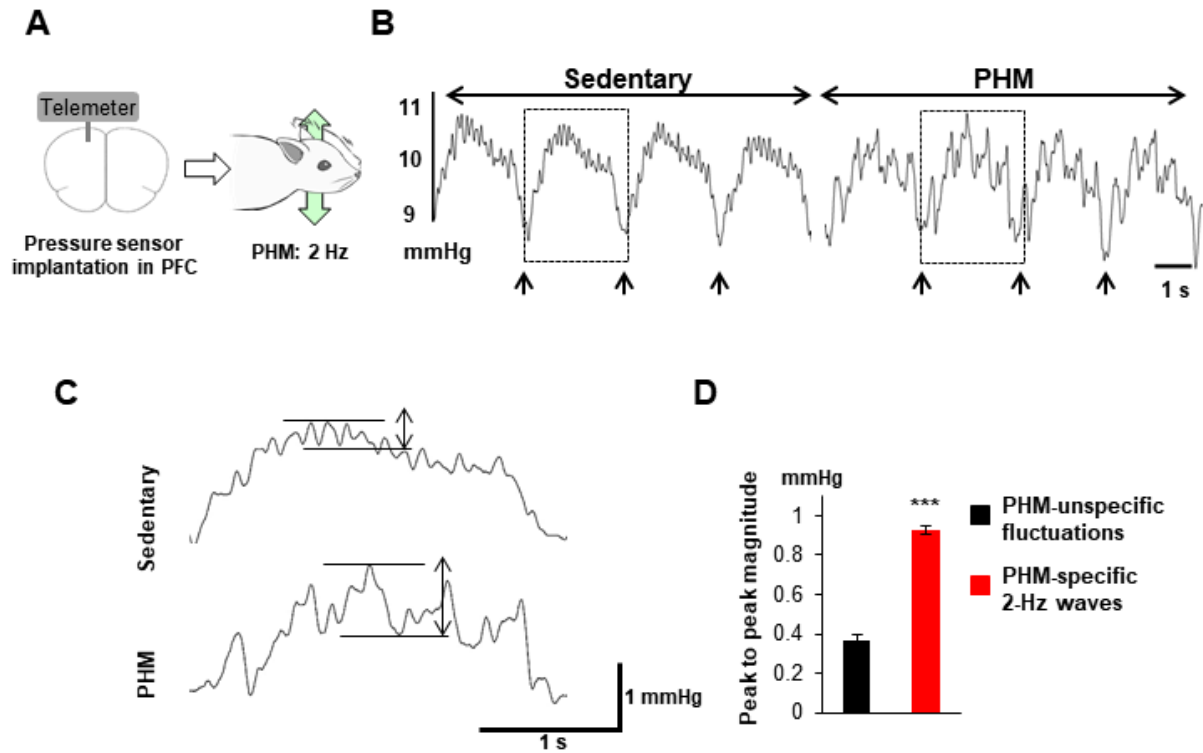 A
Telemeter
Pressure sensor
implantation in PFC
PHM: 2 Hz
B
Sedentary
PHM
11
10
9
mmHg
1 s
C
Sedentary
PHM
1 mmHg
1 s
D
mmHg
Peak to peak magnitude
1
0.8
0.6
0.4
0.2
0
***
PHM-unspecific
fluctuations
PHM-specific
2-Hz waves